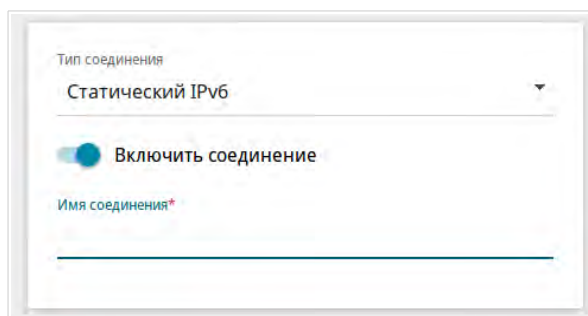 Тип соединения
Статический IPv6
Включить соединение
Имя соединения*